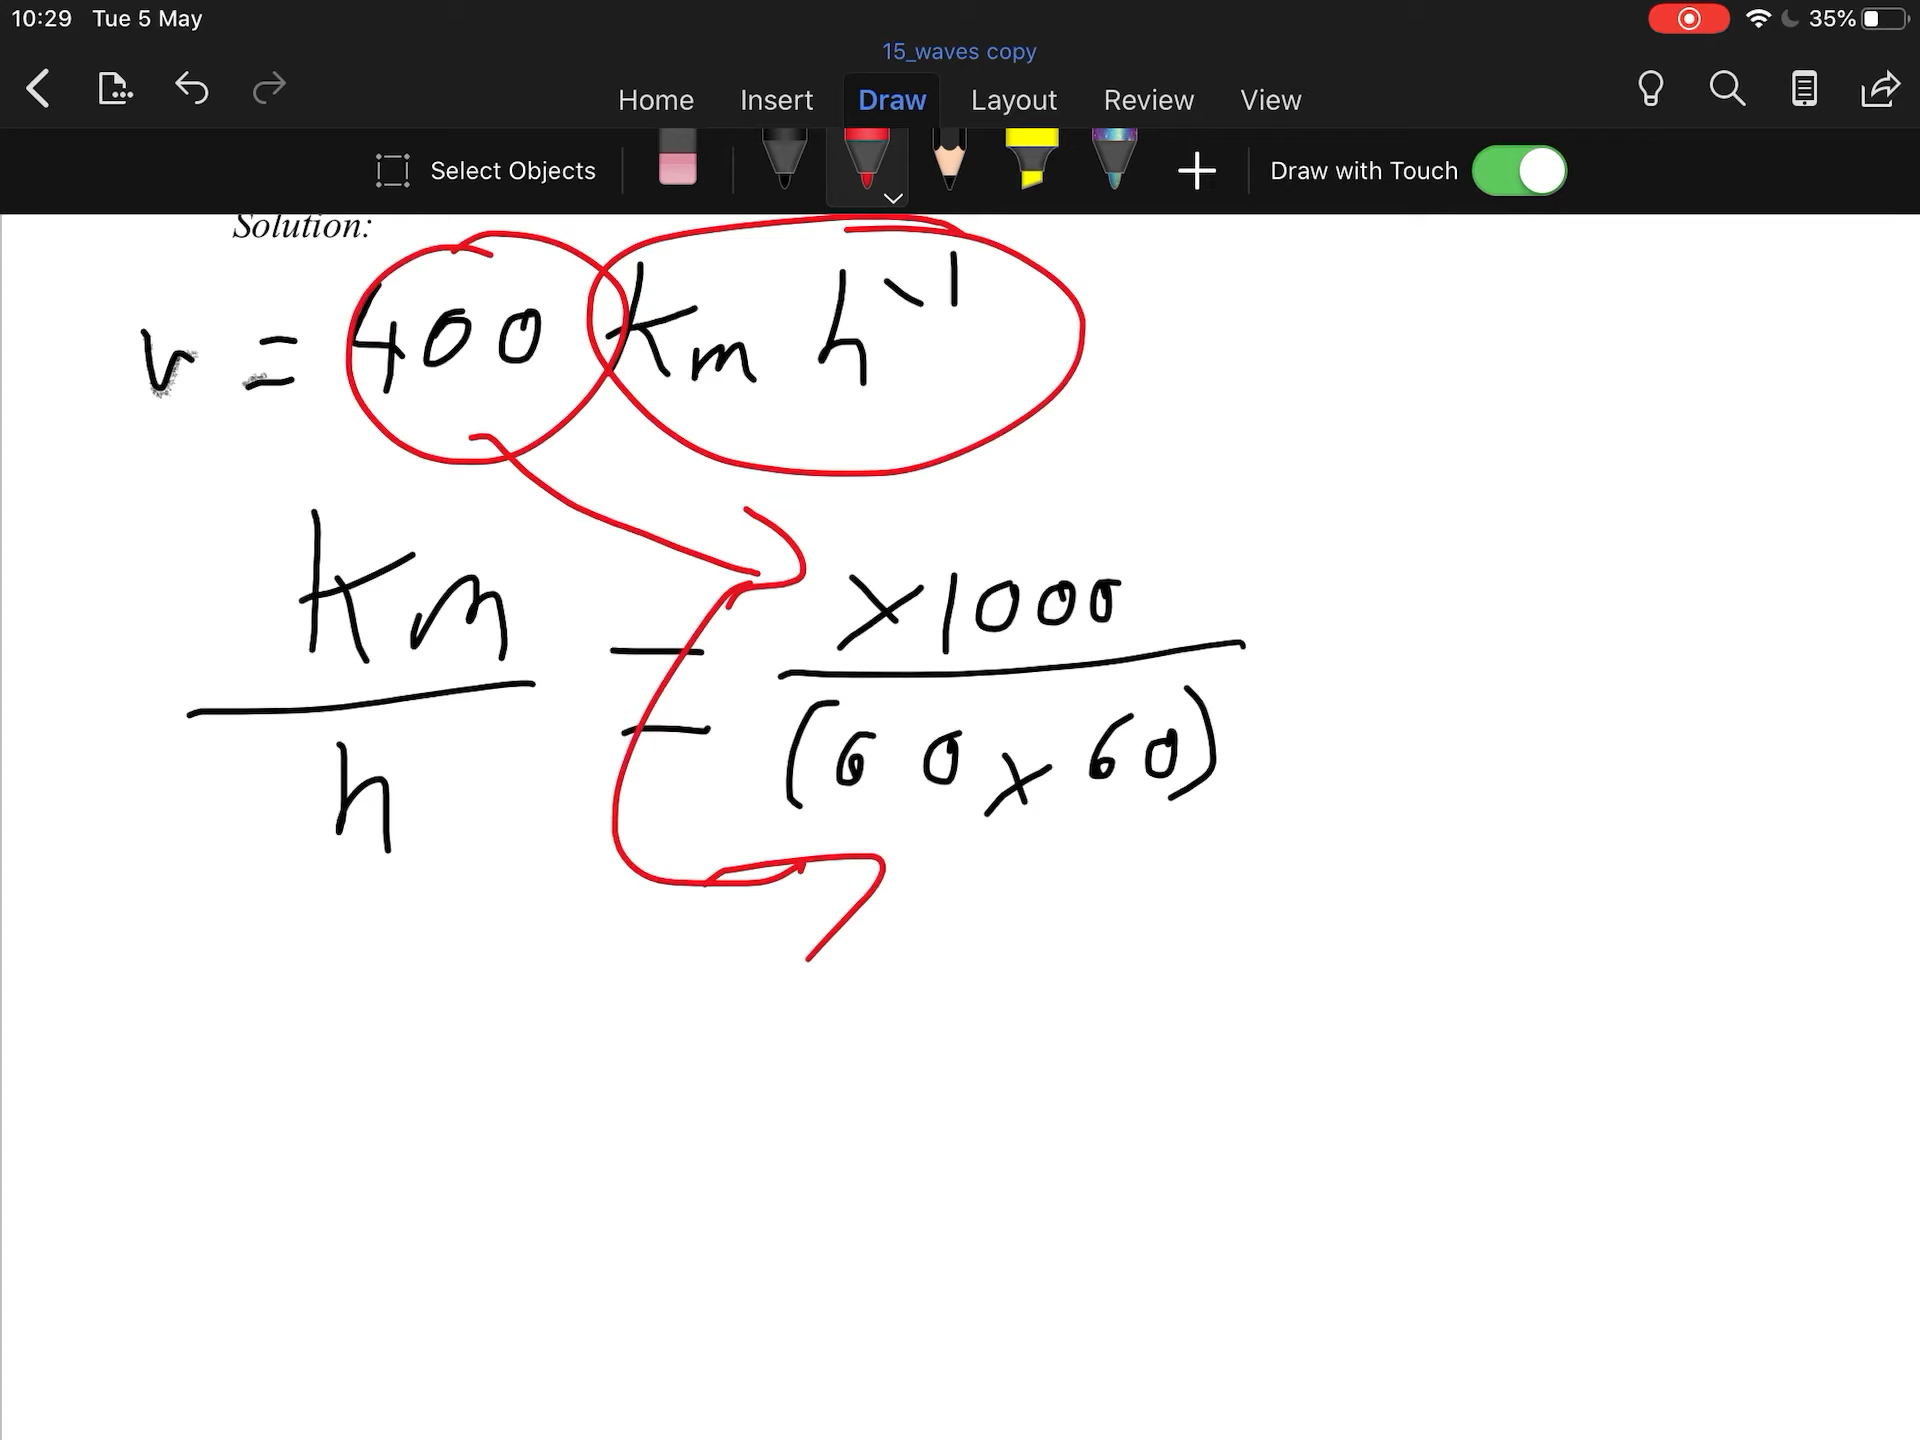 10:29 Tue 5 May 35%
15_waves copy
Home Insert Draw Layout Review View
Select Objects Draw with Touch
Solution:
v = 400 Km h-1
Km = x1000
h (60 x 60)